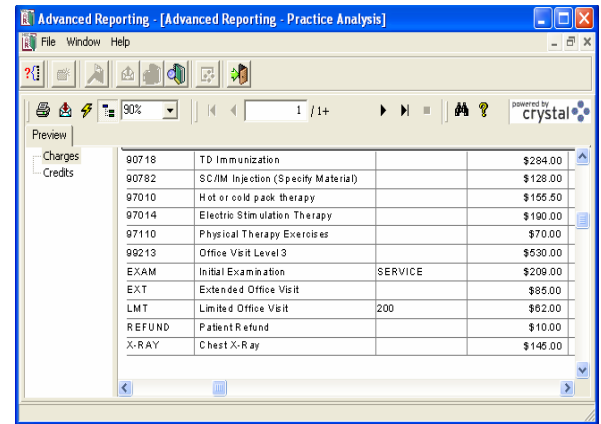 Advanced Reporting - [Advanced Reporting - Practice Analysis]
File Window Help
90% 1 / 1+ powered by crystal
Preview
Charges
Credits
90718 TD Immunization $284.00
90782 SC/IM Injection (Specify Material) $128.00
97010 Hot or cold pack therapy $155.50
97014 Electric Stimulation Therapy $190.00
97110 Physical Therapy Exercises $70.00
99213 Office Visit Level 3 $530.00
EXAM Initial Examination SERVICE $209.00
EXT Extended Office Visit $85.00
LMT Limited Office Visit 200 $62.00
REFUND Patient Refund $10.00
X-RAY Chest X-Ray $145.00